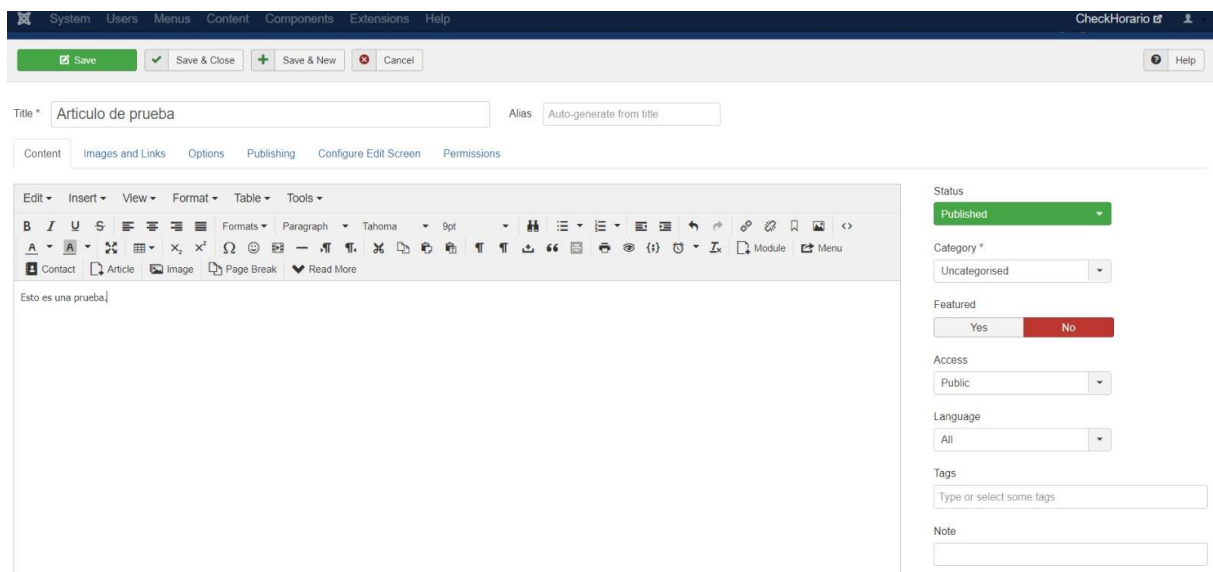 System Users Menus Content Components Extensions Help CheckHorario
Save Save & Close Save & New Cancel Help
Title * Articulo de prueba Alias Auto-generate from title
Content Images and Links Options Publishing Configure Edit Screen Permissions
Edit Insert View Format Table Tools
B I U S Formats Paragraph Tahoma 9pt
A A X₂ X² Ω Module Menu
Contact Article Image Page Break Read More
Esto es una prueba.
Status
Published
Category *
Uncategorised
Featured
Yes No
Access
Public
Language
All
Tags
Type or select some tags
Note